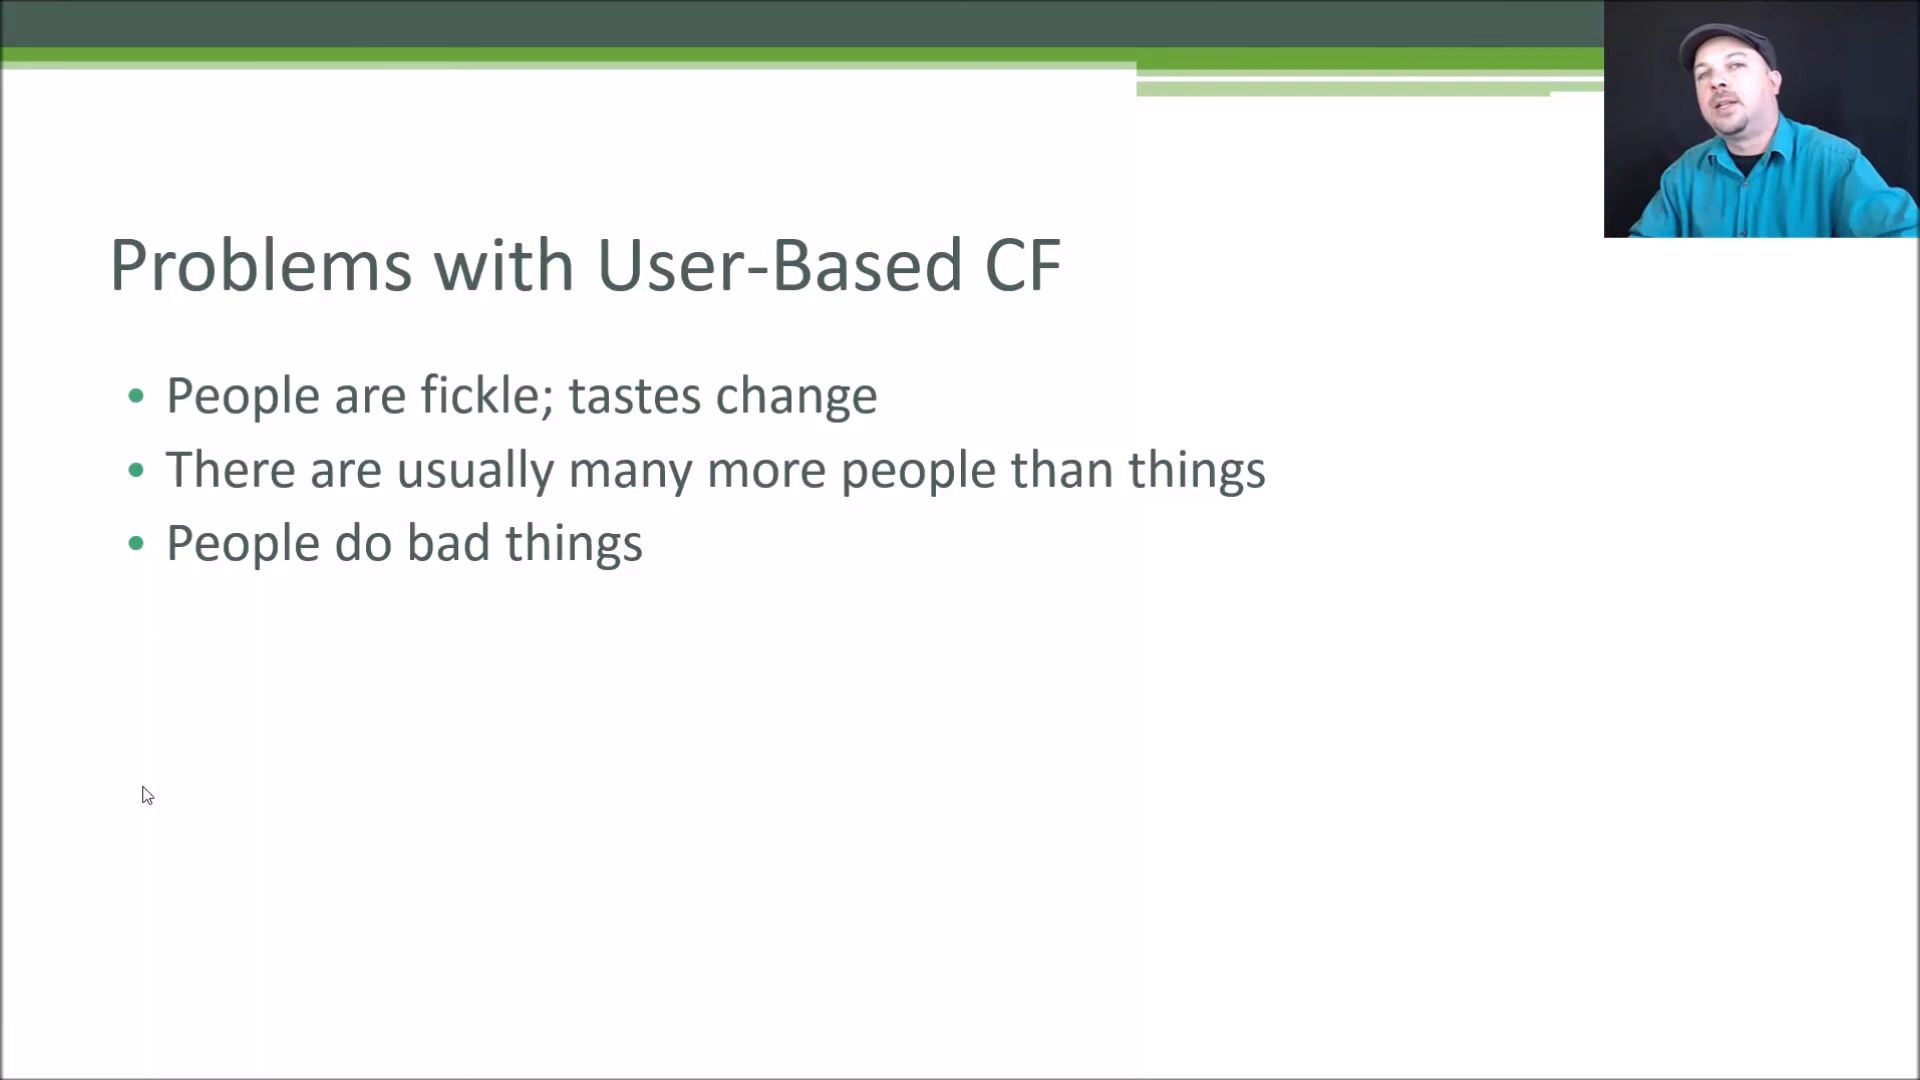 Problems with User-Based CF
• People are fickle; tastes change
• There are usually many more people than things
• People do bad things